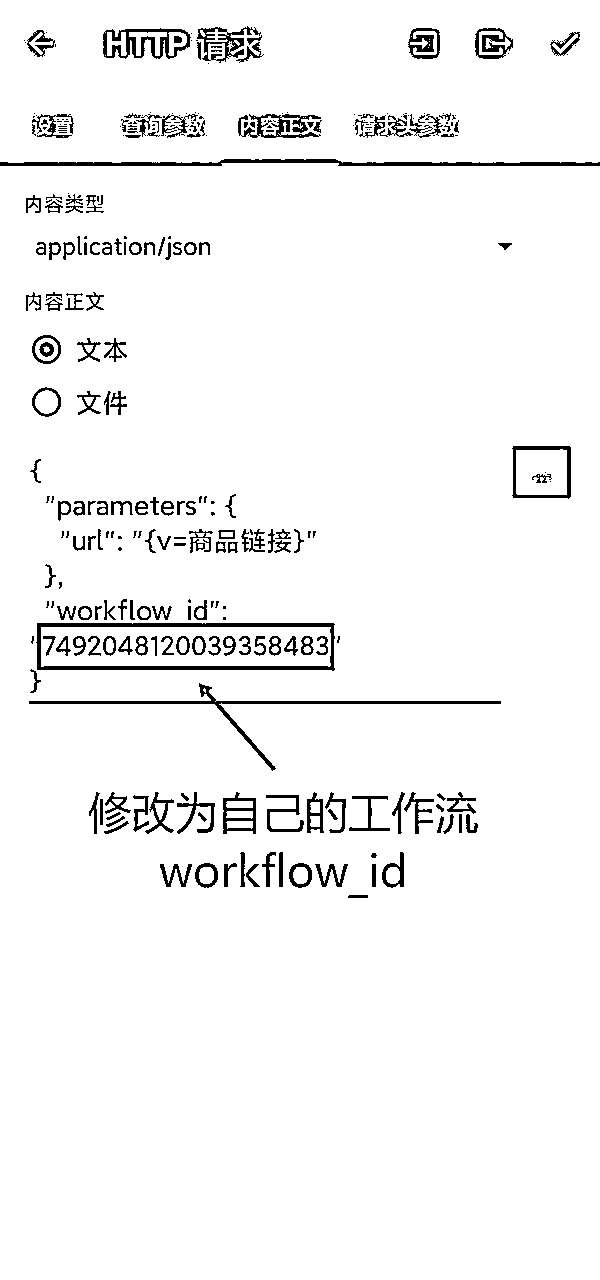 HTTP 请求
设置 查询参数 内容正文 请求头参数
内容类型
application/json
内容正文
文本
文件
{
"parameters": {
"url": "{v=商品链接}"
},
"workflow_id":
"7492048120039358483"
}
修改为自己的工作流
workflow_id